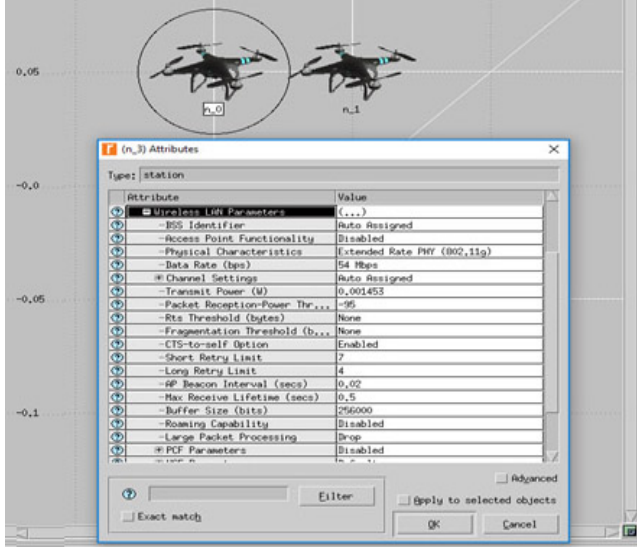 0.05
n_0
n_1
(n_3) Attributes
Type: station
Attribute Value
-0.0
Wireless LAN Parameters (...)
-BSS Identifier Auto Assigned
-Access Point Functionality Disabled
-Physical Characteristics Extended Rate PHY (802.11g)
-Data Rate (bps) 54 Mbps
Channel Settings Auto Assigned
-0.05
-Transmit Power (W) 0.001453
-Packet Reception-Power Thr... -95
-Rts Threshold (bytes) None
-Fragmentation Threshold (b... None
-CTS-to-self Option Enabled
-Short Retry Limit 7
-Long Retry Limit 4
-AP Beacon Interval (secs) 0.02
-Max Receive Lifetime (secs) 0.5
-0.1
-Buffer Size (bits) 256000
-Roaming Capability Disabled
-Large Packet Processing Drop
PCF Parameters Disabled
Advanced
Filter
Apply to selected objects
Exact match
OK Cancel